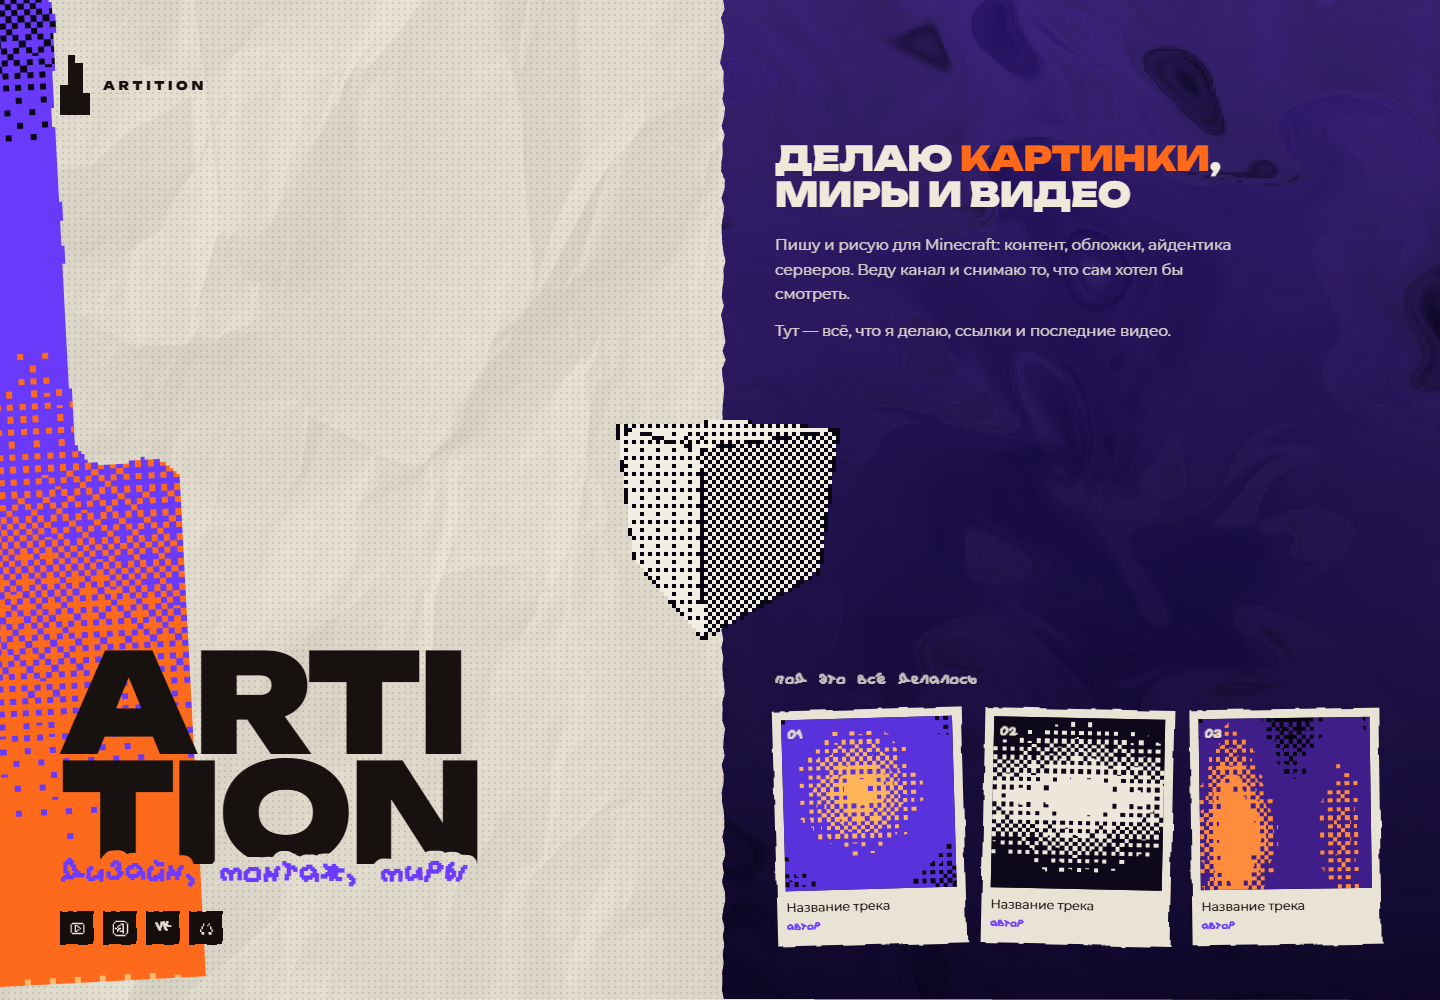 ARTITION
ARTI
TION
дизайн, монтаж, миры
VK
ДЕЛАЮ КАРТИНКИ,
МИРЫ И ВИДЕО
Пишу и рисую для Minecraft: контент, обложки, айдентика
серверов. Веду канал и снимаю то, что сам хотел бы
смотреть.
Тут — всё, что я делаю, ссылки и последние видео.
под это всё делалось
01
Название трека
автор
02
Название трека
автор
03
Название трека
автор